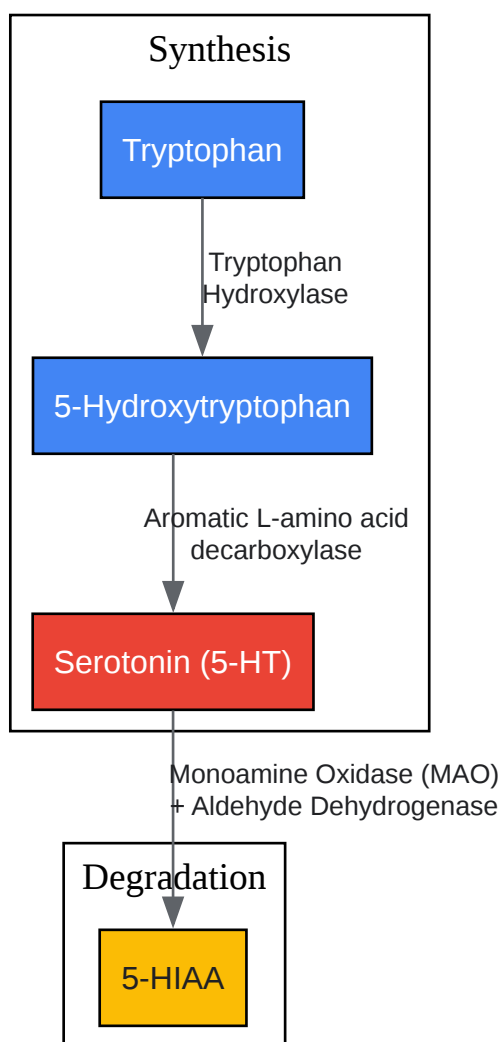 Synthesis
Tryptophan
Tryptophan
Hydroxylase
5-Hydroxytryptophan
Aromatic L-amino acid
decarboxylase
Serotonin (5-HT)
Monoamine Oxidase (MAO)
+ Aldehyde Dehydrogenase
Degradation
5-HIAA